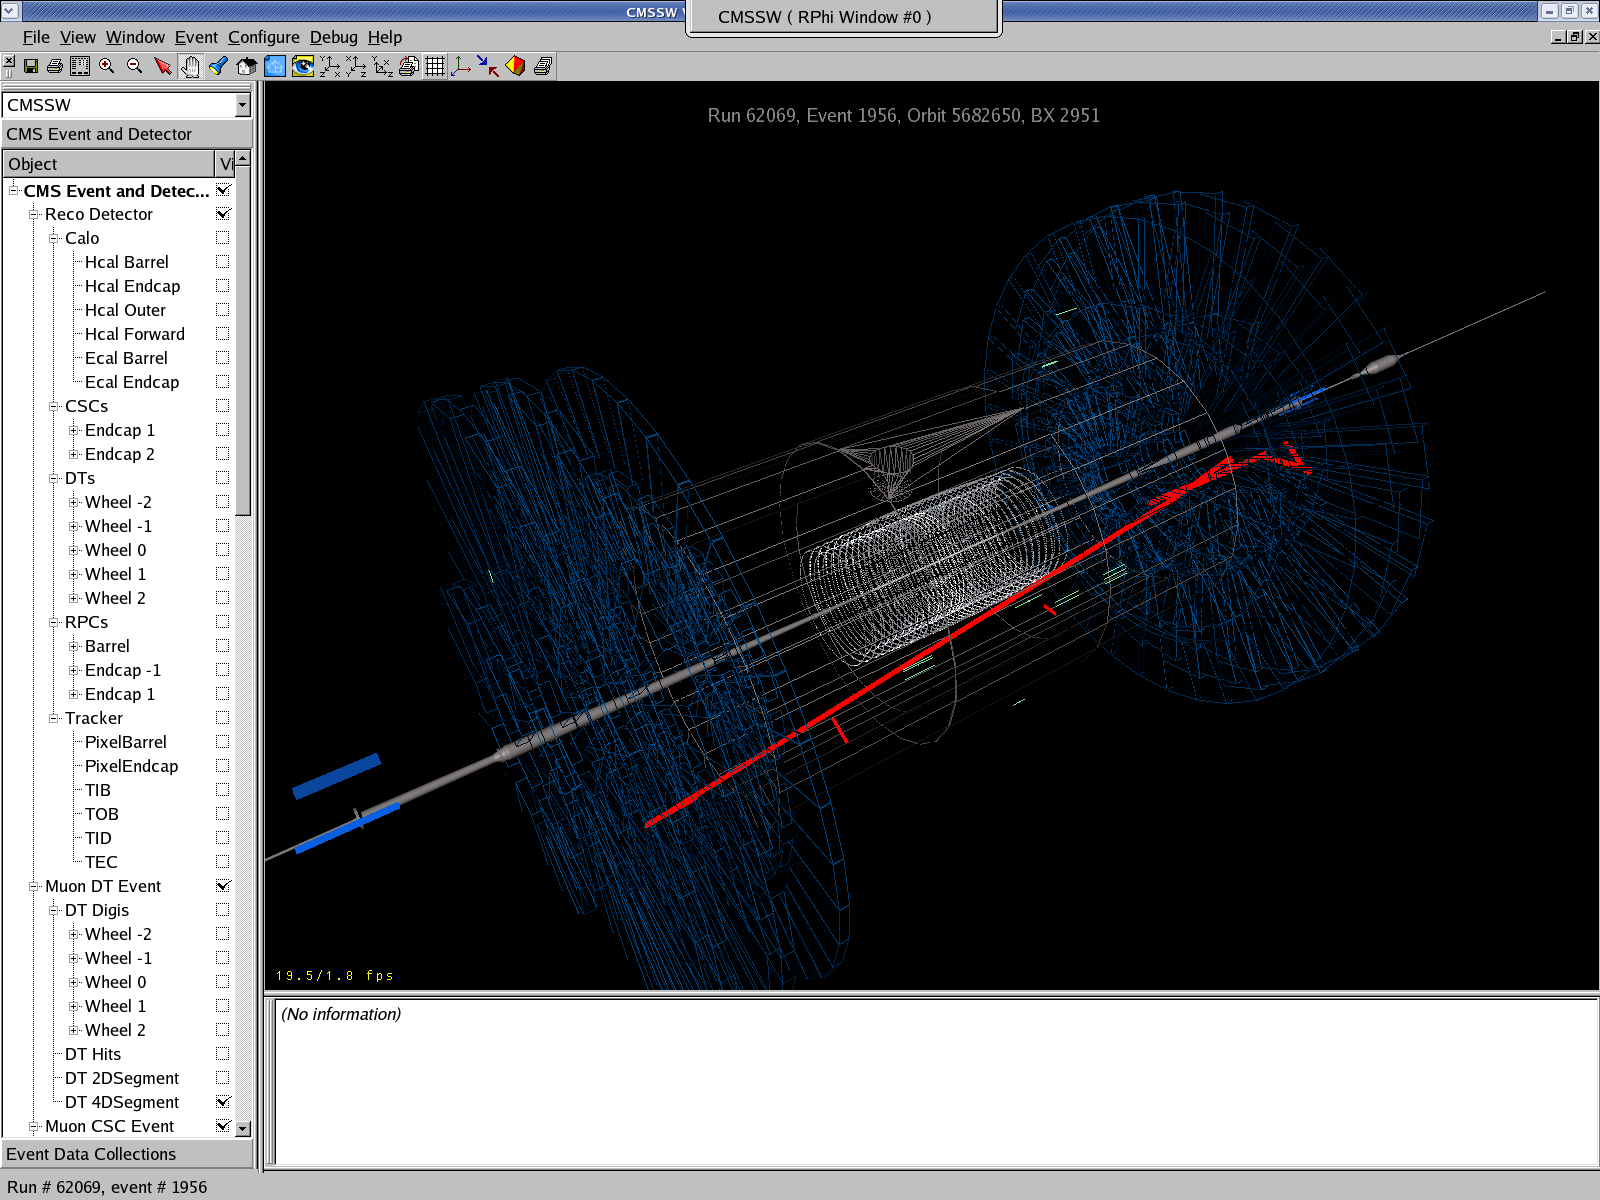 CMSSW V
CMSSW ( RPhi Window #0 )
File View Window Event Configure Debug Help
CMSSW
CMS Event and Detector
Object Vi
CMS Event and Detec...
Reco Detector
Calo
Hcal Barrel
Hcal Endcap
Hcal Outer
Hcal Forward
Ecal Barrel
Ecal Endcap
CSCs
Endcap 1
Endcap 2
DTs
Wheel -2
Wheel -1
Wheel 0
Wheel 1
Wheel 2
RPCs
Barrel
Endcap -1
Endcap 1
Tracker
PixelBarrel
PixelEndcap
TIB
TOB
TID
TEC
Muon DT Event
DT Digis
Wheel -2
Wheel -1
Wheel 0
Wheel 1
Wheel 2
DT Hits
DT 2DSegment
DT 4DSegment
Muon CSC Event
Event Data Collections
Run # 62069, event # 1956
Run 62069, Event 1956, Orbit 5682650, BX 2951
19.5/1.8 fps
(No information)